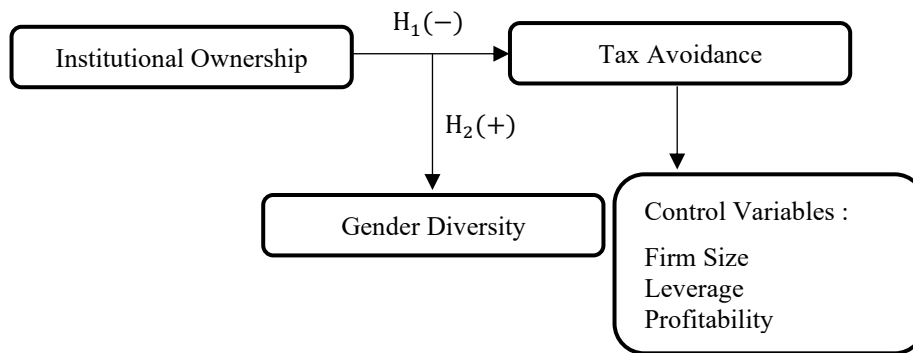 H₁(−)
Institutional Ownership
Tax Avoidance
H₂(+)
Gender Diversity
Control Variables :
Firm Size
Leverage
Profitability